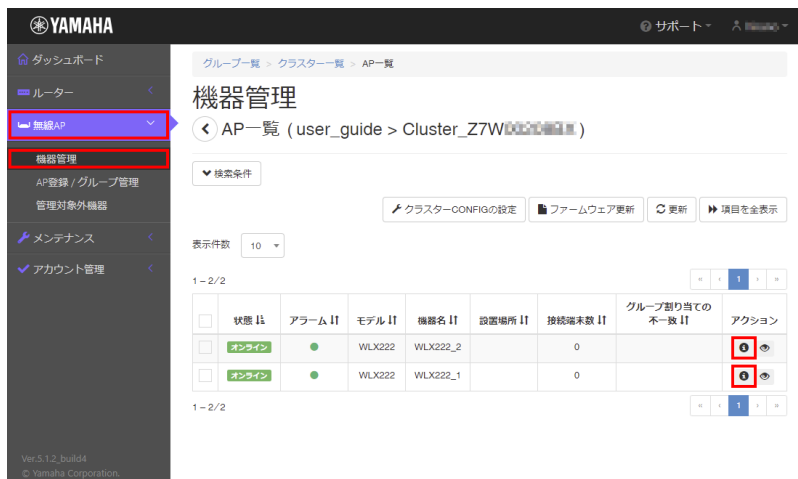 YAMAHA
サポート
ダッシュボード
ルーター
無線AP
機器管理
AP登録 / グループ管理
管理対象外機器
メンテナンス
アカウント管理
Ver.5.1.2_build4
© Yamaha Corporation.
グループ一覧 > クラスター一覧 > AP一覧
機器管理
AP一覧 ( user_guide > Cluster_Z7W )
検索条件
クラスターCONFIGの設定 ファームウェア更新 更新 項目を全表示
表示件数 10
1 – 2/2 « ‹ 1 › »
状態 アラーム モデル 機器名 設置場所 接続端末数 グループ割り当ての不一致 アクション
オンライン WLX222 WLX222_2 0
オンライン WLX222 WLX222_1 0
1 – 2/2 « ‹ 1 › »